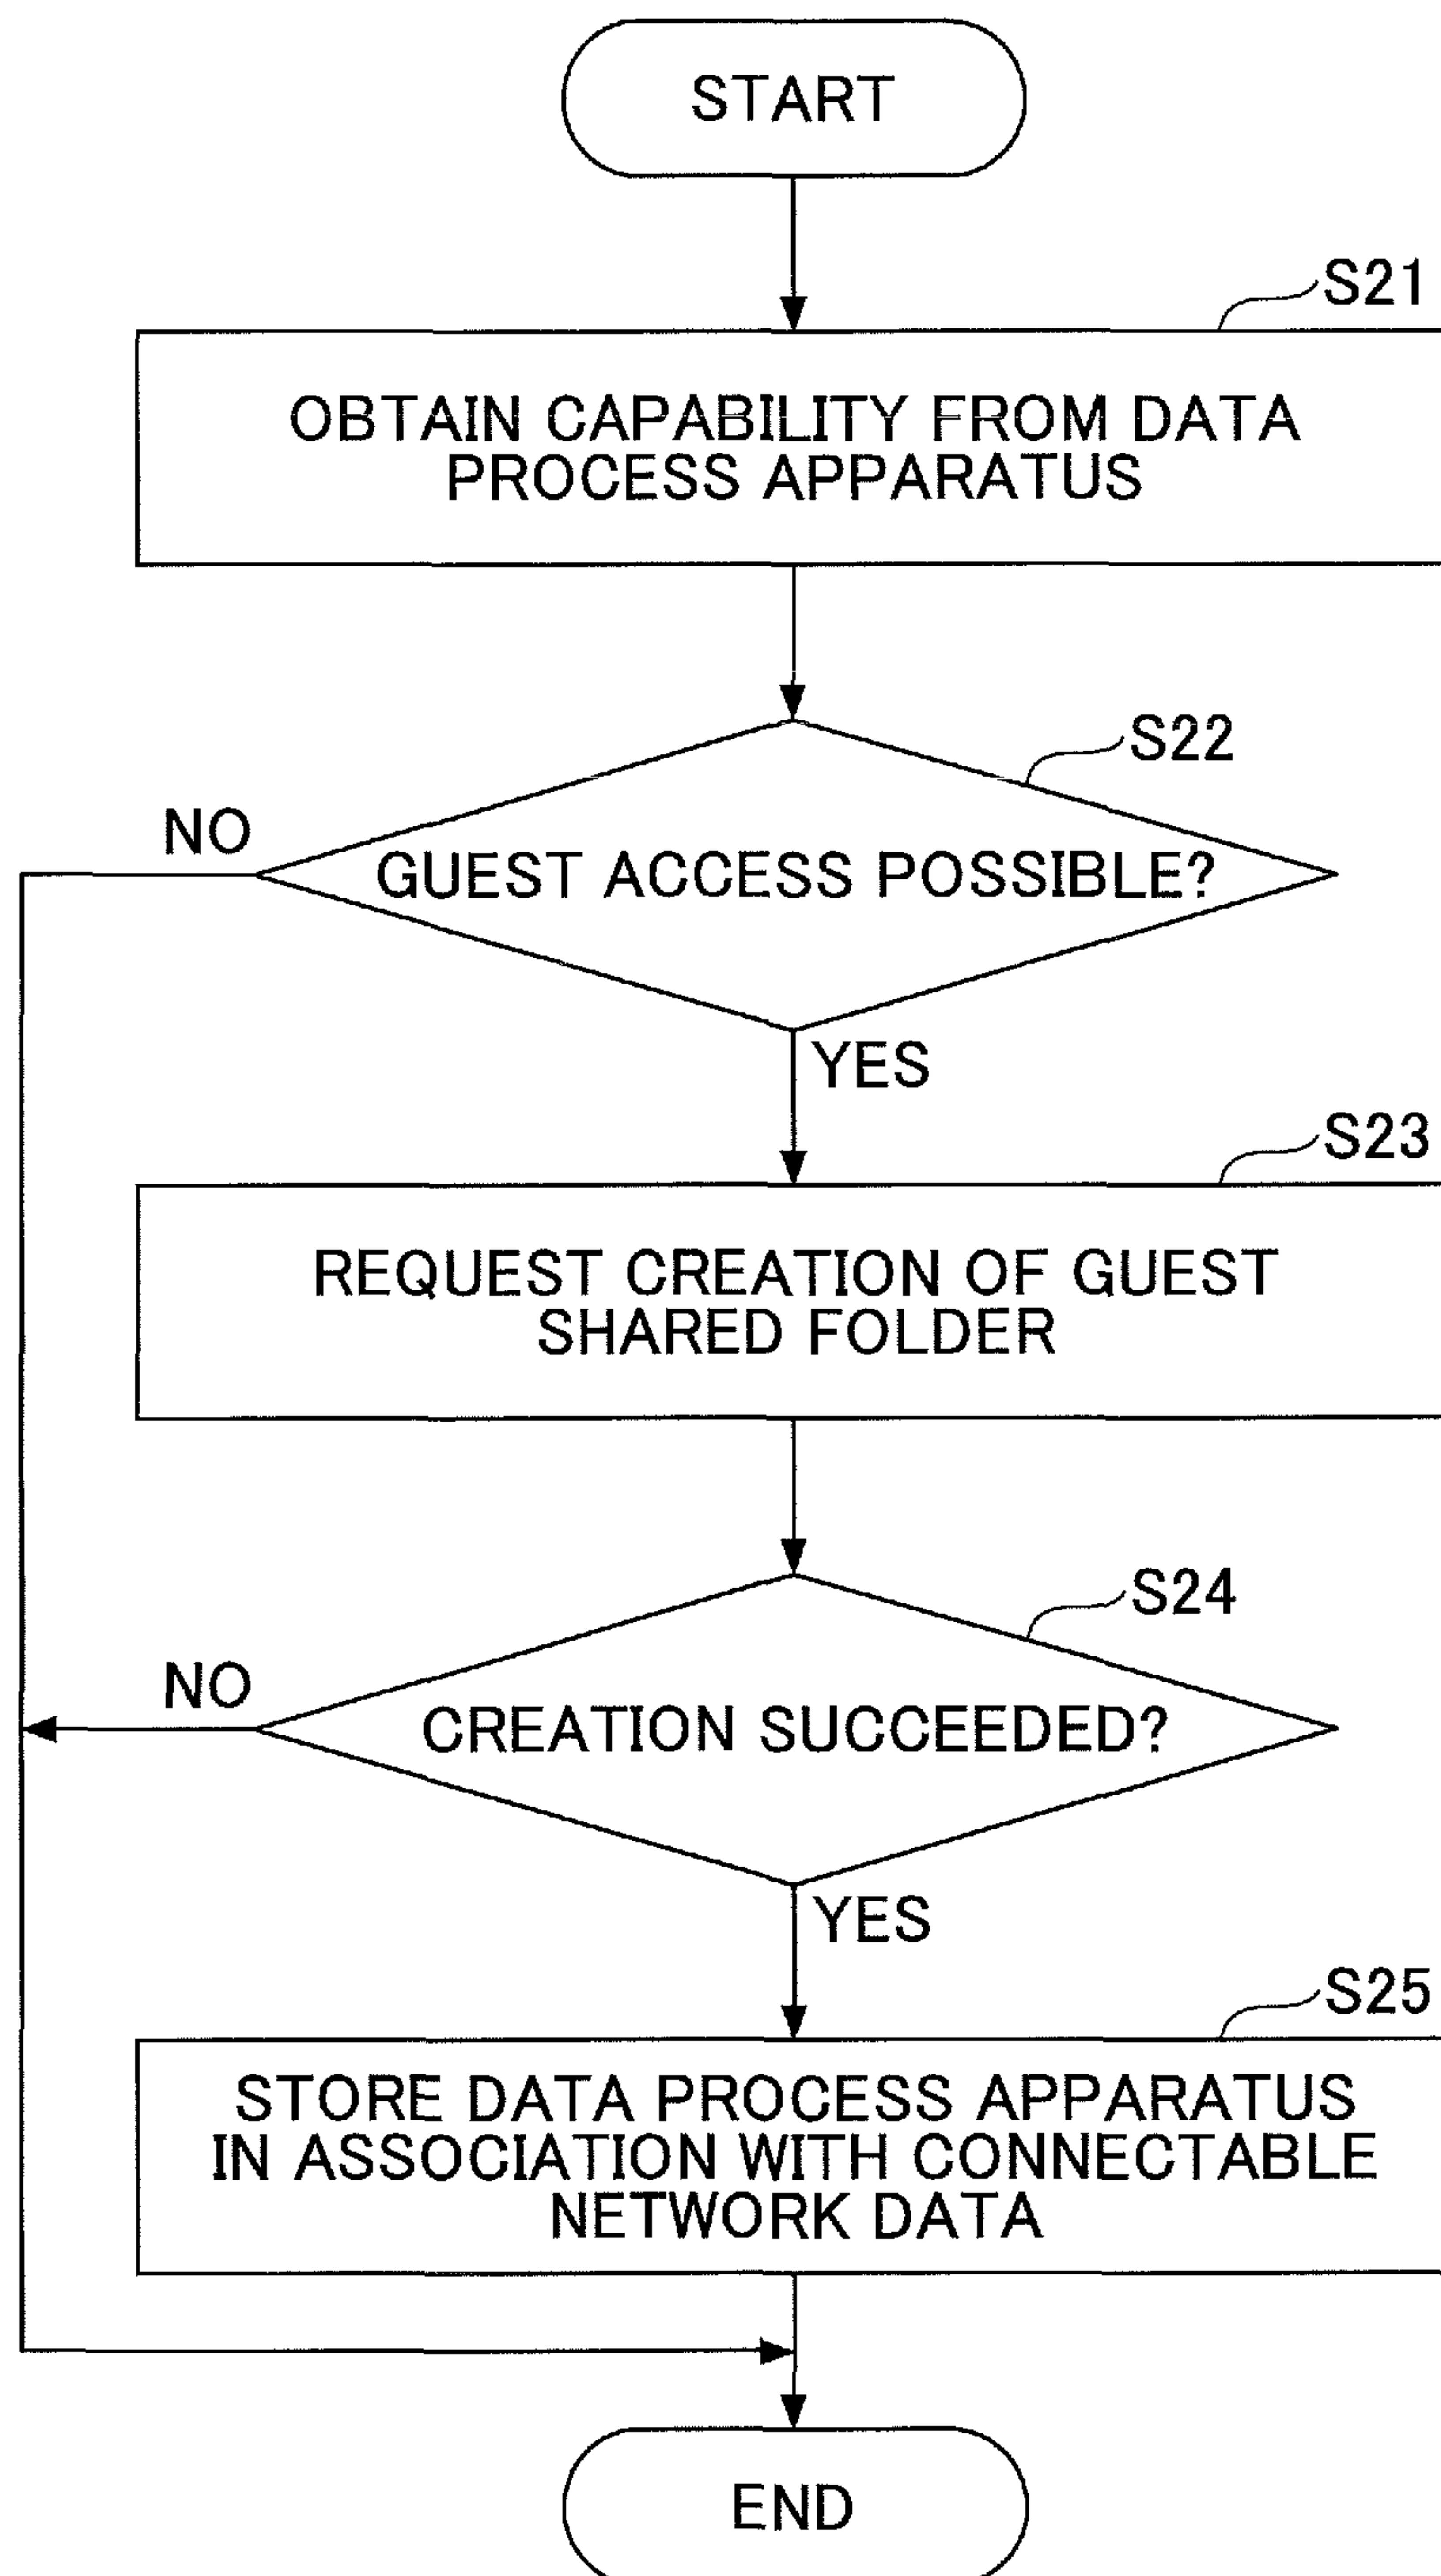 START
S21
OBTAIN CAPABILITY FROM DATA
PROCESS APPARATUS
S22
NO
GUEST ACCESS POSSIBLE?
YES
S23
REQUEST CREATION OF GUEST
SHARED FOLDER
S24
NO
CREATION SUCCEEDED?
YES
S25
STORE DATA PROCESS APPARATUS
IN ASSOCIATION WITH CONNECTABLE
NETWORK DATA
END